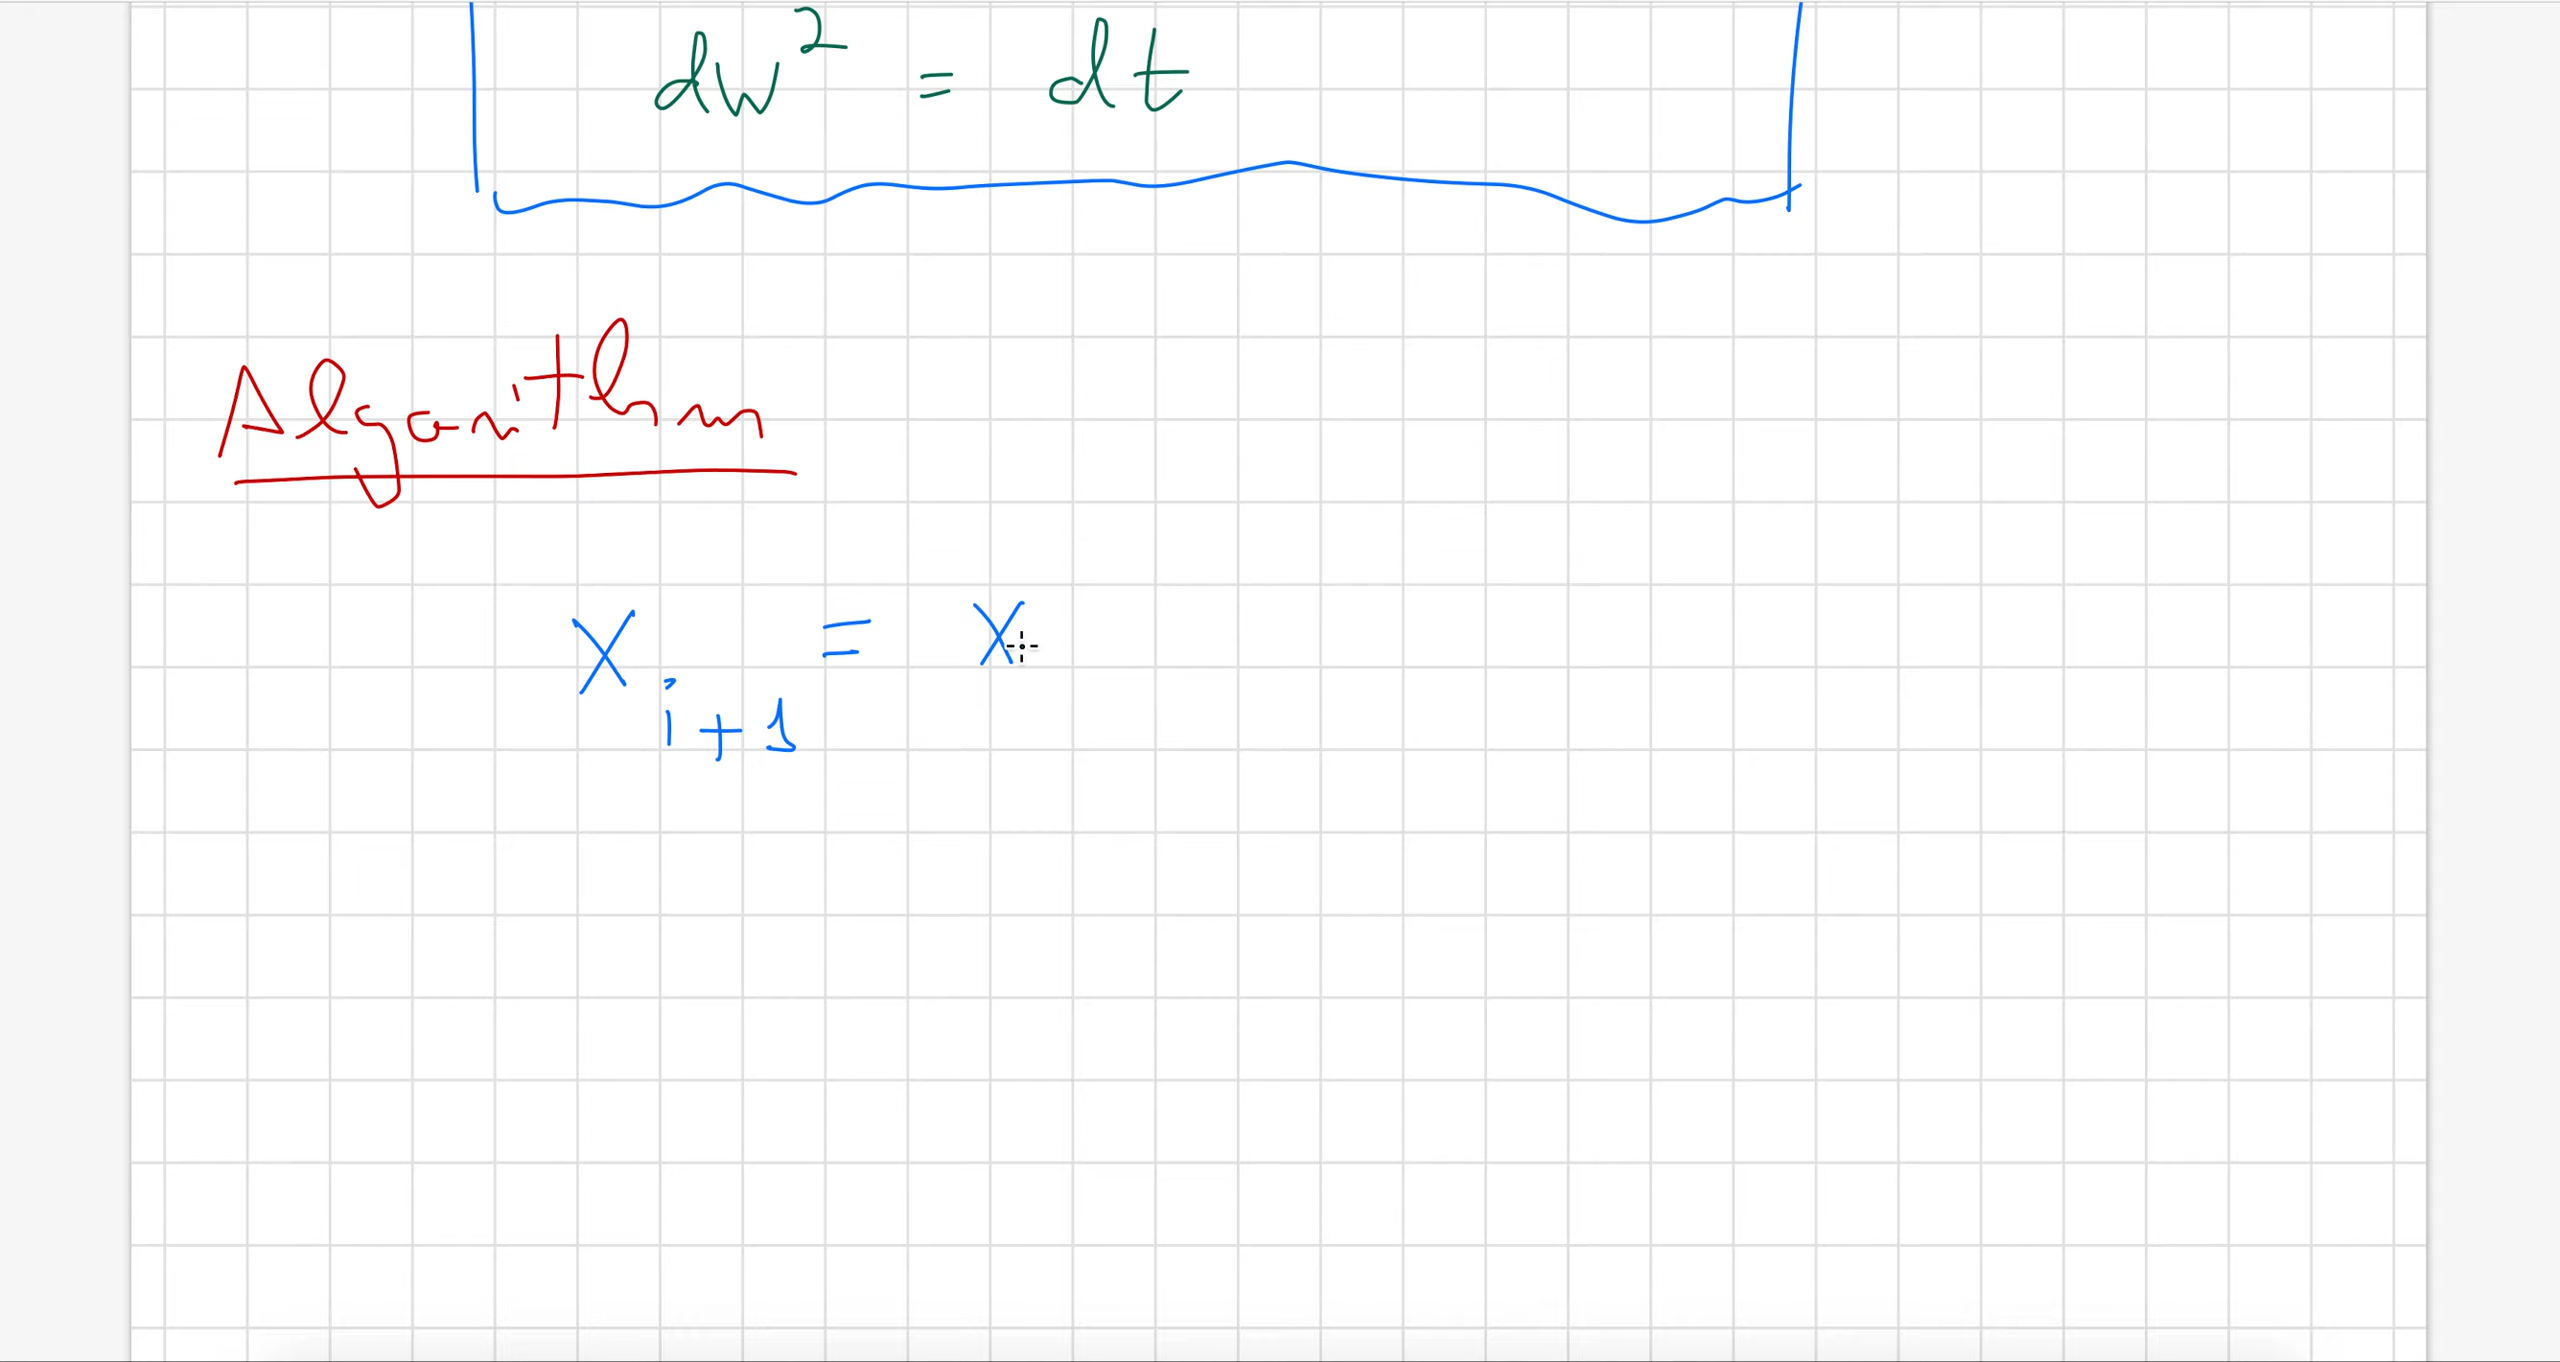 dW² = dt
Algorithm
X_{i+1} = X